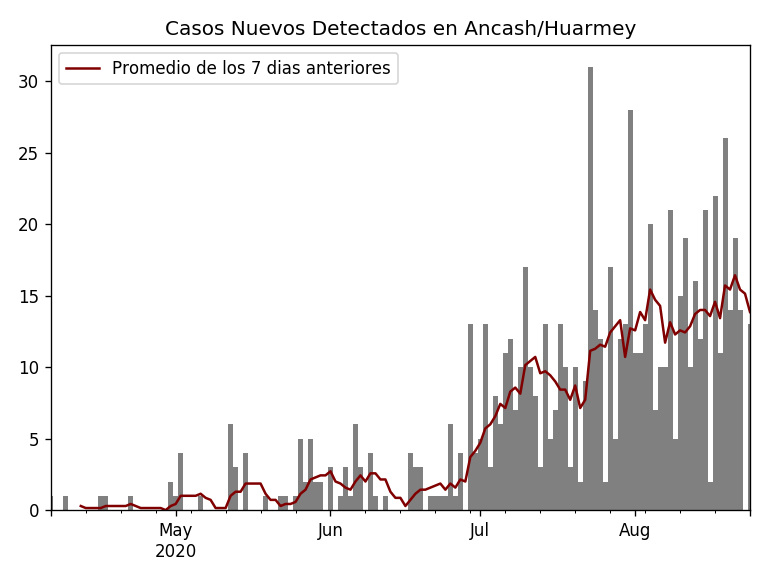 Casos Nuevos Detectados en Ancash/Huarmey
Promedio de los 7 dias anteriores
30
25
20
15
10
5
0
May
2020
Jun
Jul
Aug